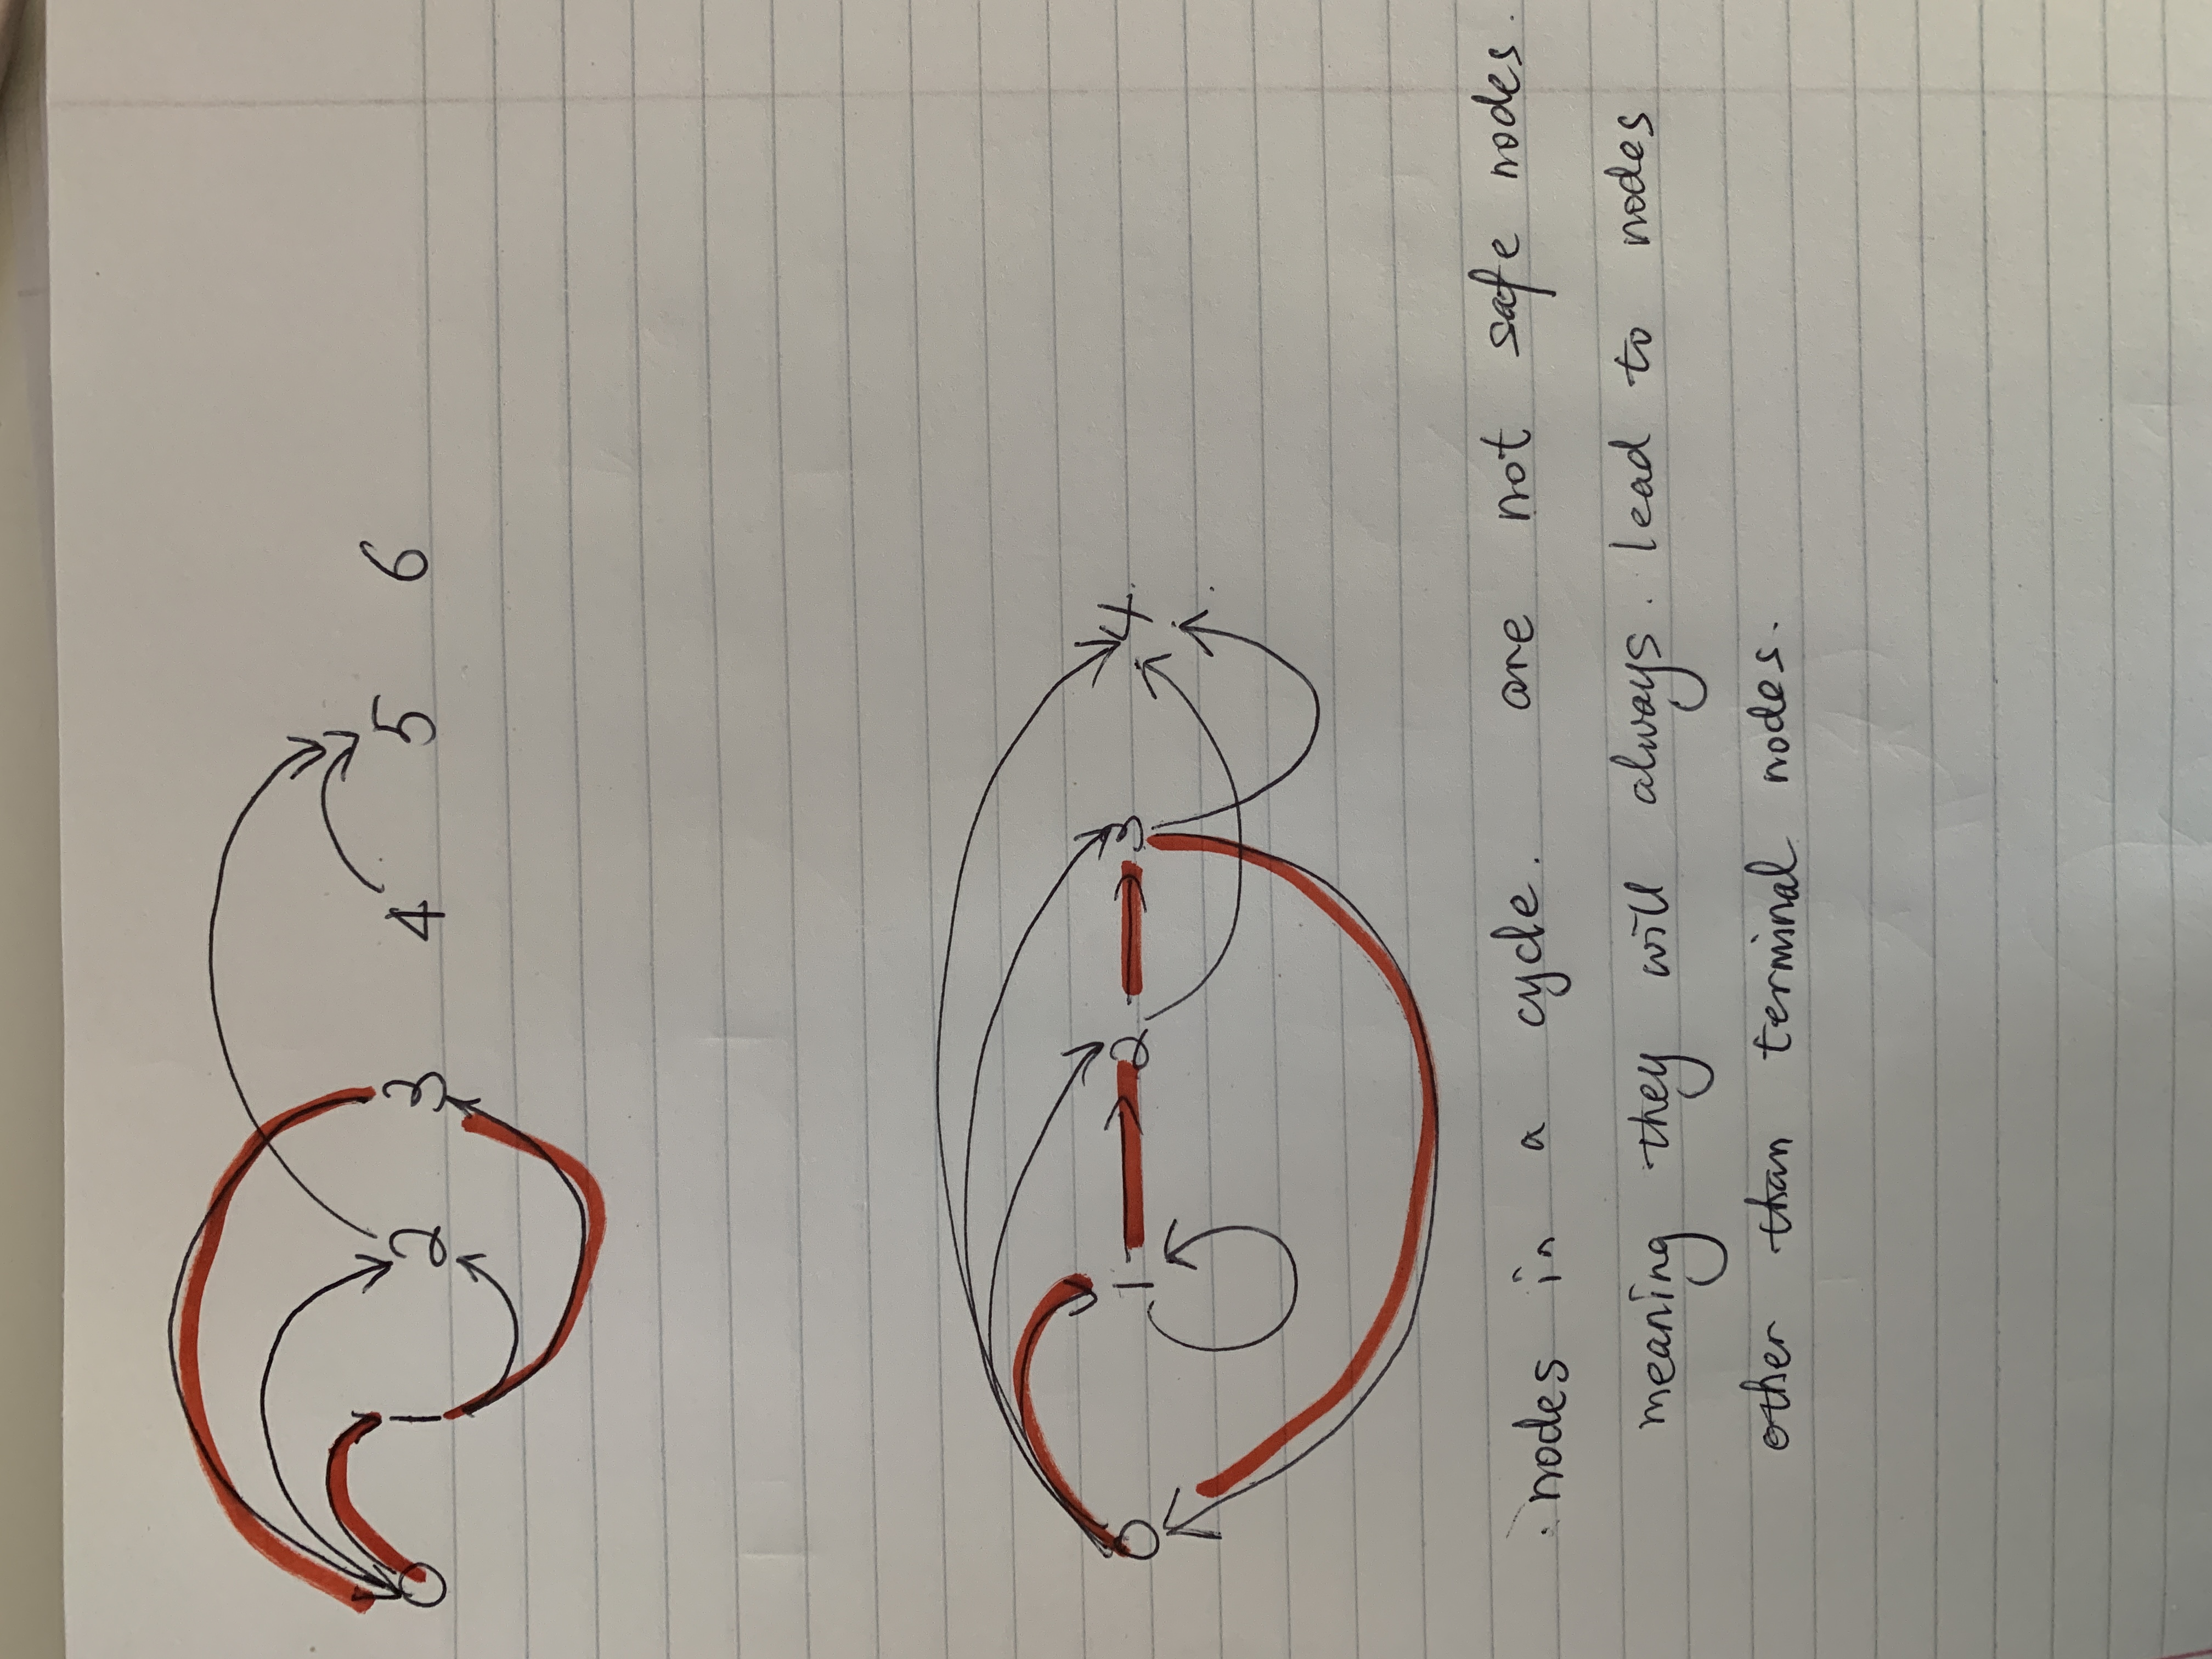 0 1 2 3 4 5 6
0 1 2 3 4.
nodes in a cycle. are not safe nodes.
meaning they will always. lead to nodes
other than terminal nodes.